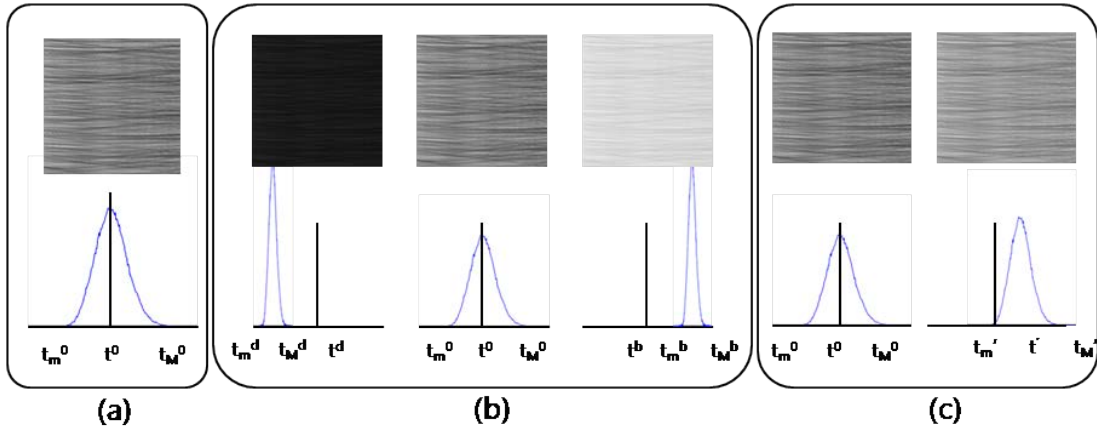 t_m^0 t^0 t_M^0
t_m^d t_M^d t^d
t_m^0 t^0 t_M^0
t^b t_m^b t_M^b
t_m^0 t^0 t_M^0
t_m' t' t_M'
(a)
(b)
(c)